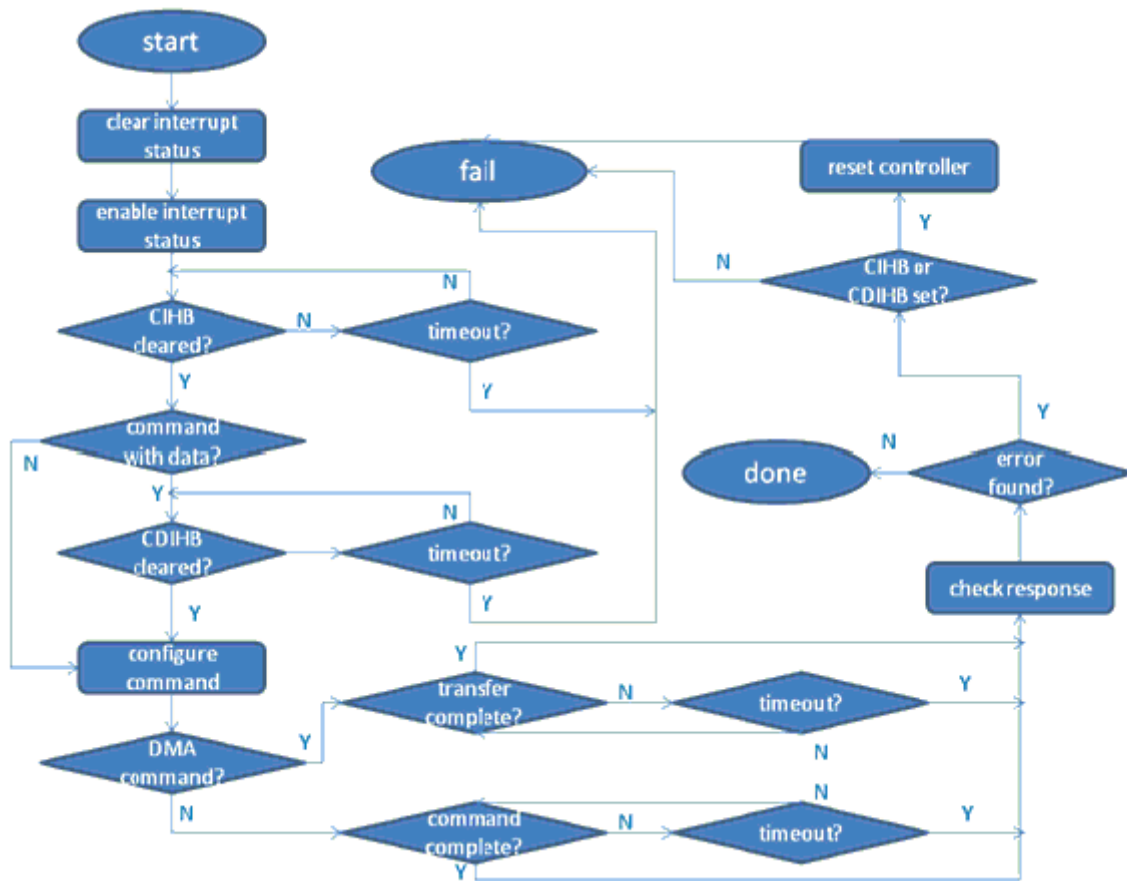 start
clear interrupt
status
enable interrupt
status
fail
reset controller
Y
N
CIHB or
CDIHB set?
N
CIHB
cleared?
N
timeout?
Y
Y
command
with data?
N
Y
N
error
found?
done
Y
N
CDIHB
cleared?
timeout?
Y
Y
check response
configure
command
Y
transfer
complete?
N
timeout?
Y
DMA
command?
Y
N
N
N
command
complete?
N
timeout?
Y
Y